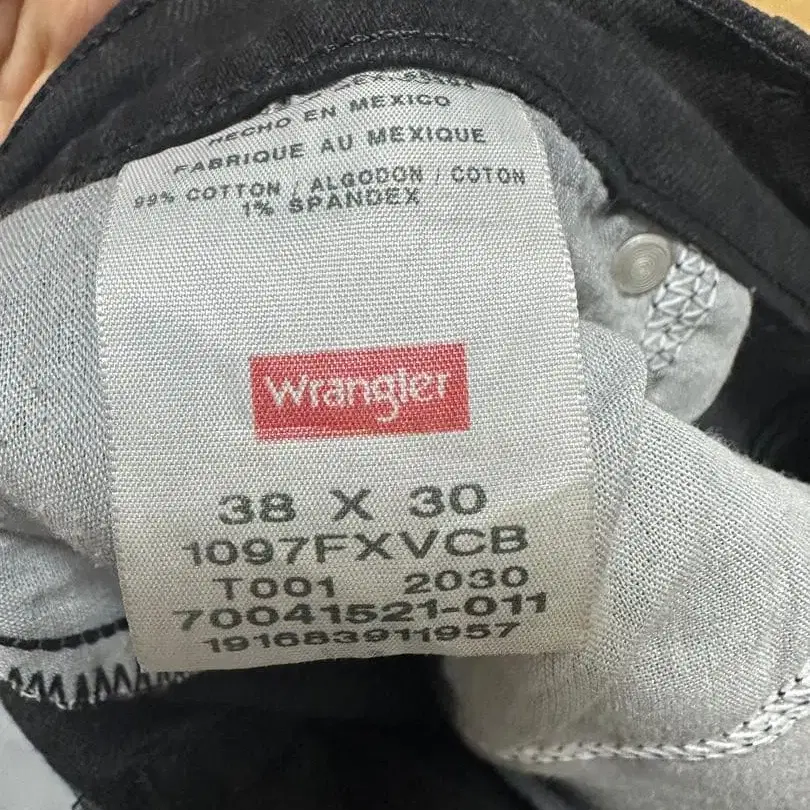 HECHO EN MEXICO
FABRIQUE AU MEXIQUE
99% COTTON / ALGODON / COTON
1% SPANDEX
Wrangler
38 X 30
1097FXVCB
T001 2030
70041521-011
191683911957